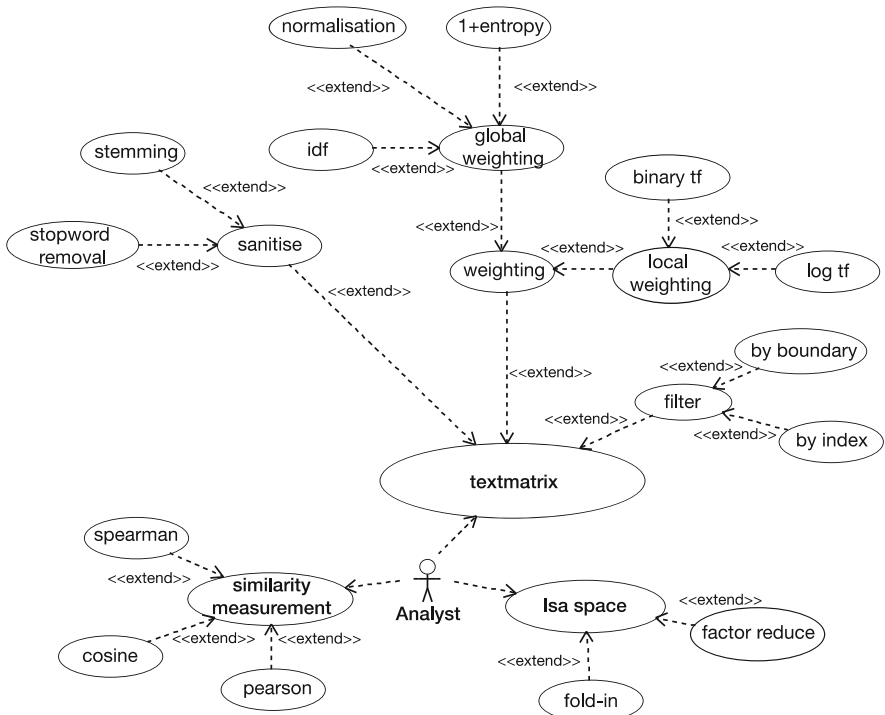 normalisation
1+entropy
<<extend>>
<<extend>>
stemming
idf
global
weighting
<<extend>>
<<extend>>
binary tf
stopword
removal
sanitise
<<extend>>
<<extend>>
<<extend>>
<<extend>>
<<extend>>
weighting
local
weighting
log tf
<<extend>>
<<extend>>
by boundary
<<extend>>
filter
<<extend>>
<<extend>>
by index
textmatrix
spearman
<<extend>>
similarity
measurement
Analyst
lsa space
<<extend>>
factor reduce
<<extend>>
<<extend>>
cosine
<<extend>>
pearson
fold-in